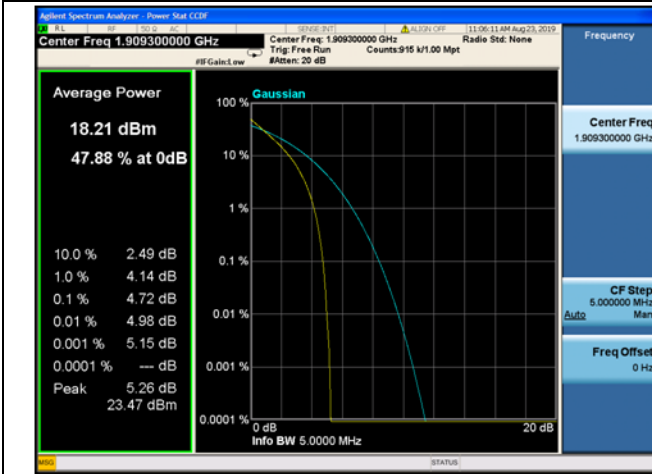 Agilent Spectrum Analyzer - Power Stat CCDF
RL RF 50 Ω AC SENSE:INT ALIGN OFF 11:06:11 AM Aug 23, 2019
Center Freq 1.909300000 GHz
Center Freq: 1.909300000 GHz Radio Std: None
Trig: Free Run Counts:915 k/1.00 Mpt
#IFGain:Low #Atten: 20 dB
Frequency
Average Power
18.21 dBm
47.88 % at 0dB
10.0 % 2.49 dB
1.0 % 4.14 dB
0.1 % 4.72 dB
0.01 % 4.98 dB
0.001 % 5.15 dB
0.0001 % --- dB
Peak 5.26 dB
23.47 dBm
Gaussian
100 %
10 %
1 %
0.1 %
0.01 %
0.001 %
0.0001 %
0 dB 20 dB
Info BW 5.0000 MHz
Center Freq
1.909300000 GHz
CF Step
5.000000 MHz
Auto Man
Freq Offset
0 Hz
MSG STATUS